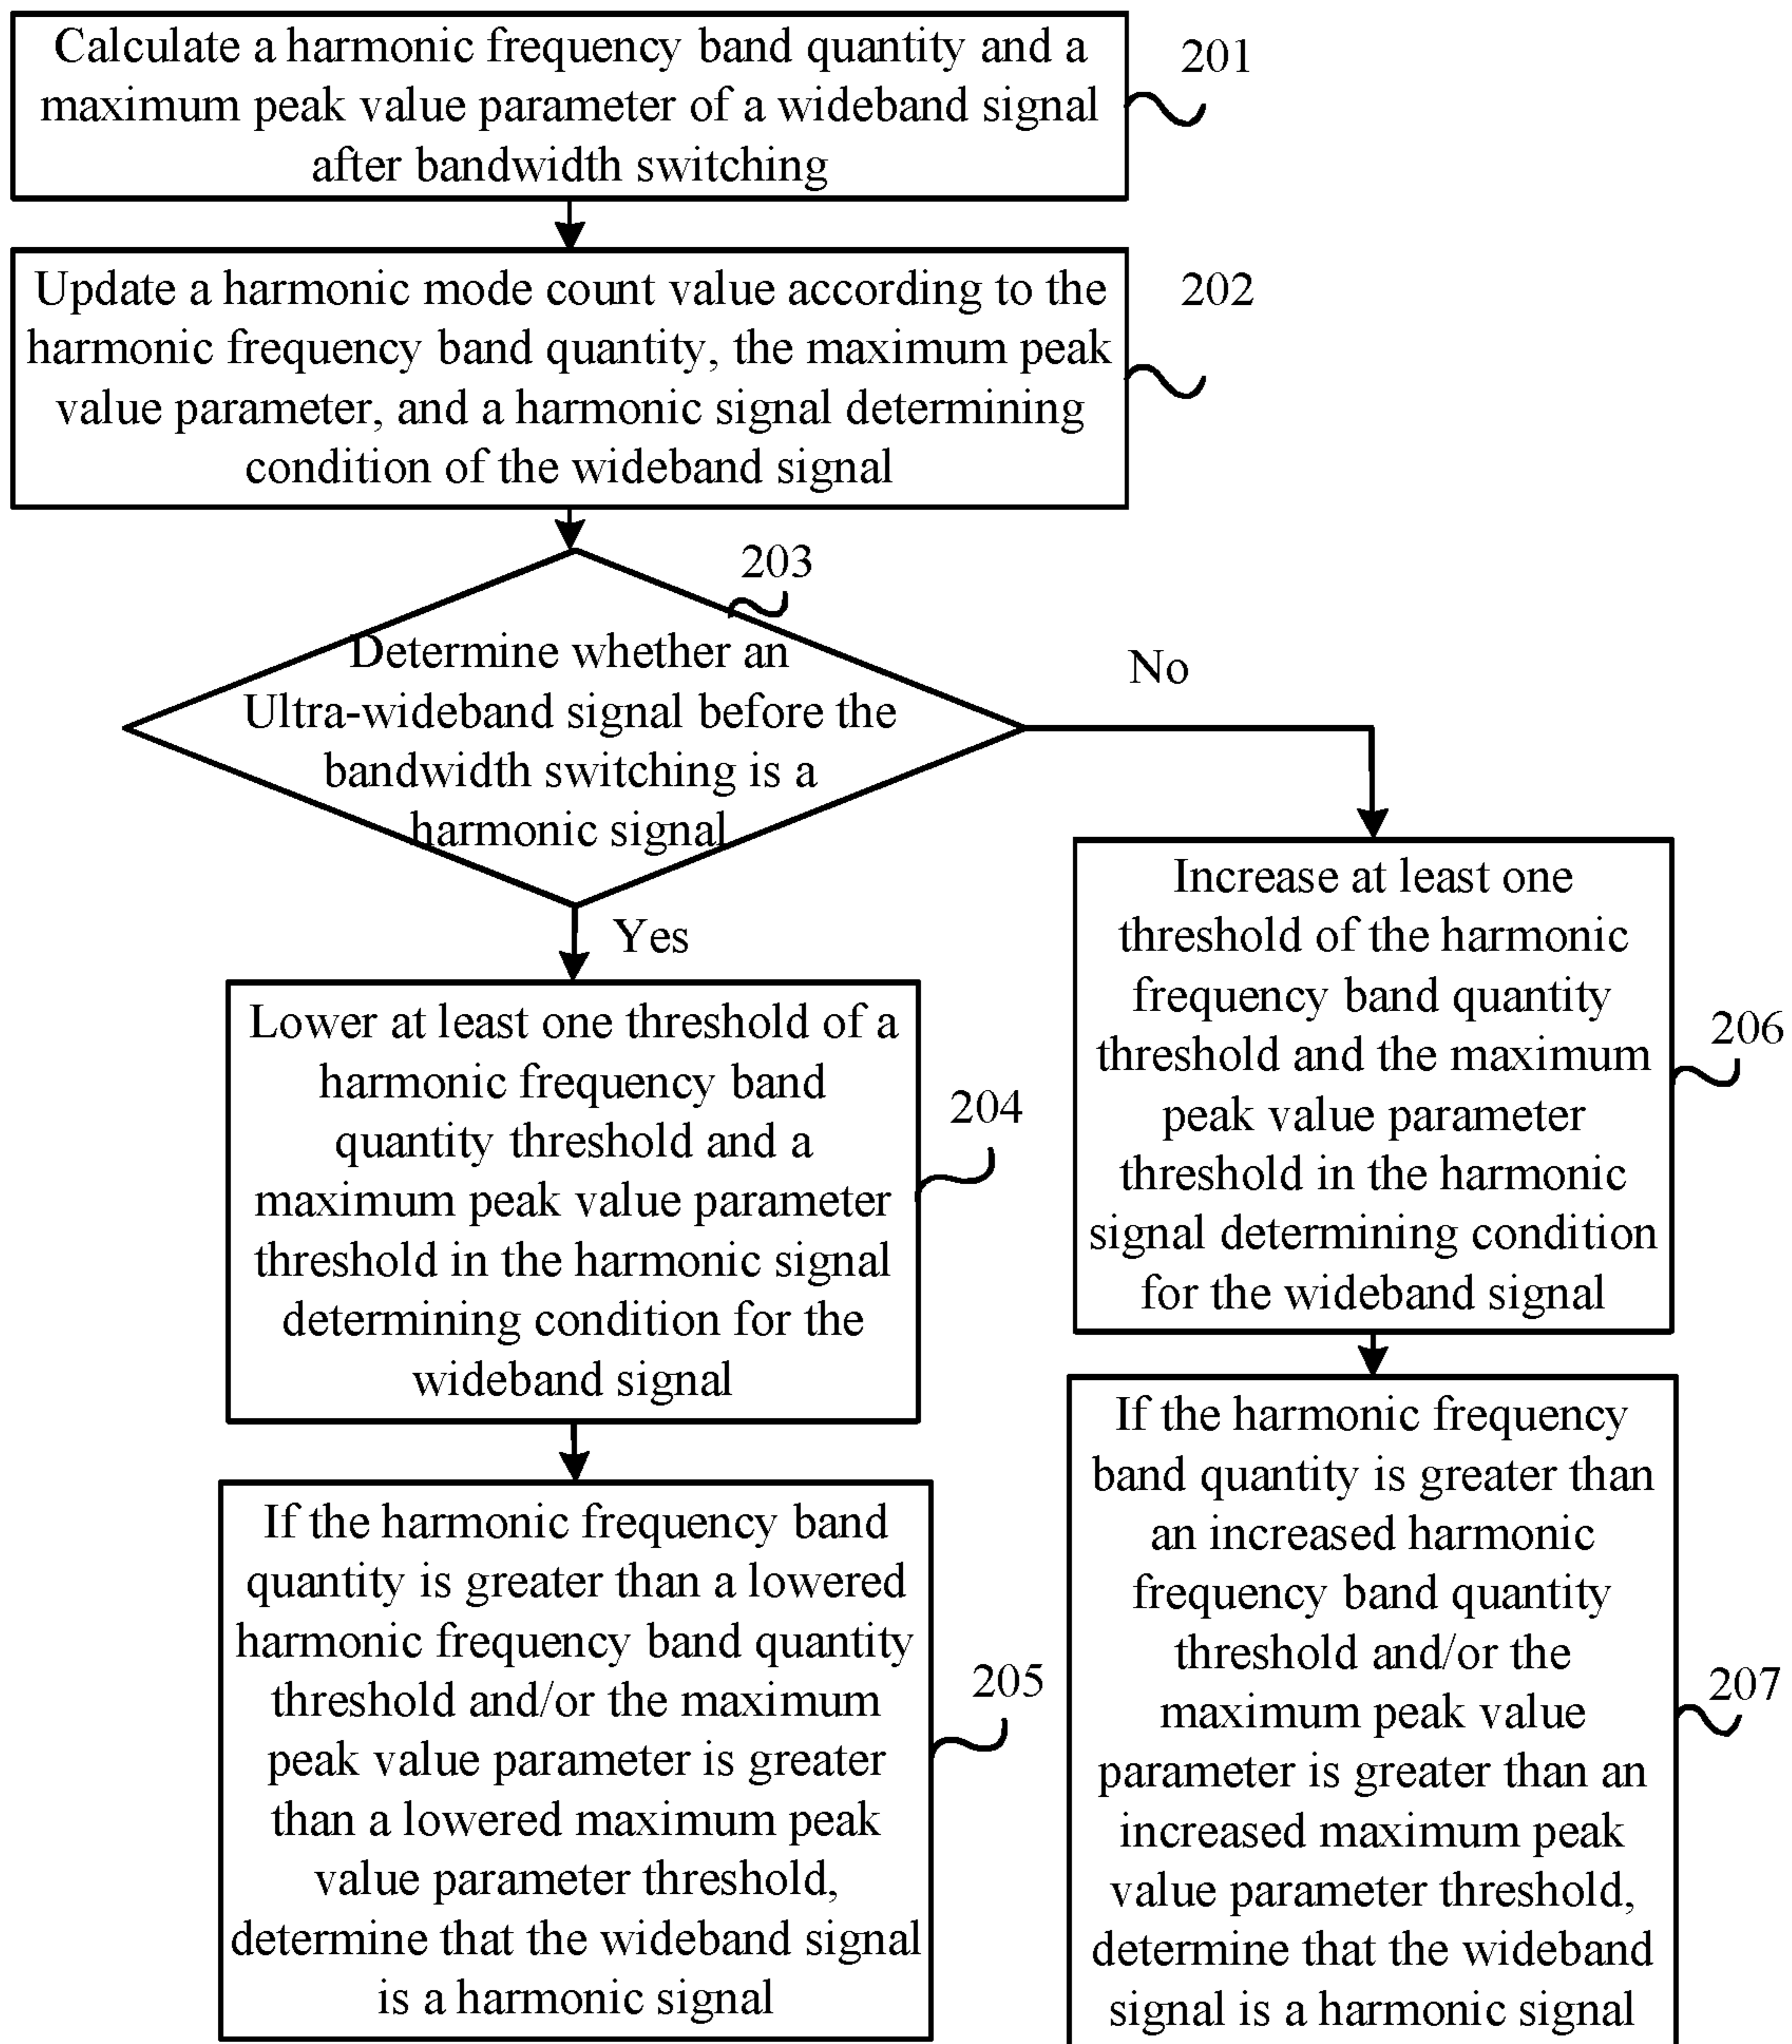 Calculate a harmonic frequency band quantity and a
maximum peak value parameter of a wideband signal
after bandwidth switching
201
Update a harmonic mode count value according to the
harmonic frequency band quantity, the maximum peak
value parameter, and a harmonic signal determining
condition of the wideband signal
202
203
Determine whether an
Ultra-wideband signal before the
bandwidth switching is a
harmonic signal
No
Yes
Lower at least one threshold of a
harmonic frequency band
quantity threshold and a
maximum peak value parameter
threshold in the harmonic signal
determining condition for the
wideband signal
204
If the harmonic frequency band
quantity is greater than a lowered
harmonic frequency band quantity
threshold and/or the maximum
peak value parameter is greater
than a lowered maximum peak
value parameter threshold,
determine that the wideband signal
is a harmonic signal
205
Increase at least one
threshold of the harmonic
frequency band quantity
threshold and the maximum
peak value parameter
threshold in the harmonic
signal determining condition
for the wideband signal
206
If the harmonic frequency
band quantity is greater than
an increased harmonic
frequency band quantity
threshold and/or the
maximum peak value
parameter is greater than an
increased maximum peak
value parameter threshold,
determine that the wideband
signal is a harmonic signal
207